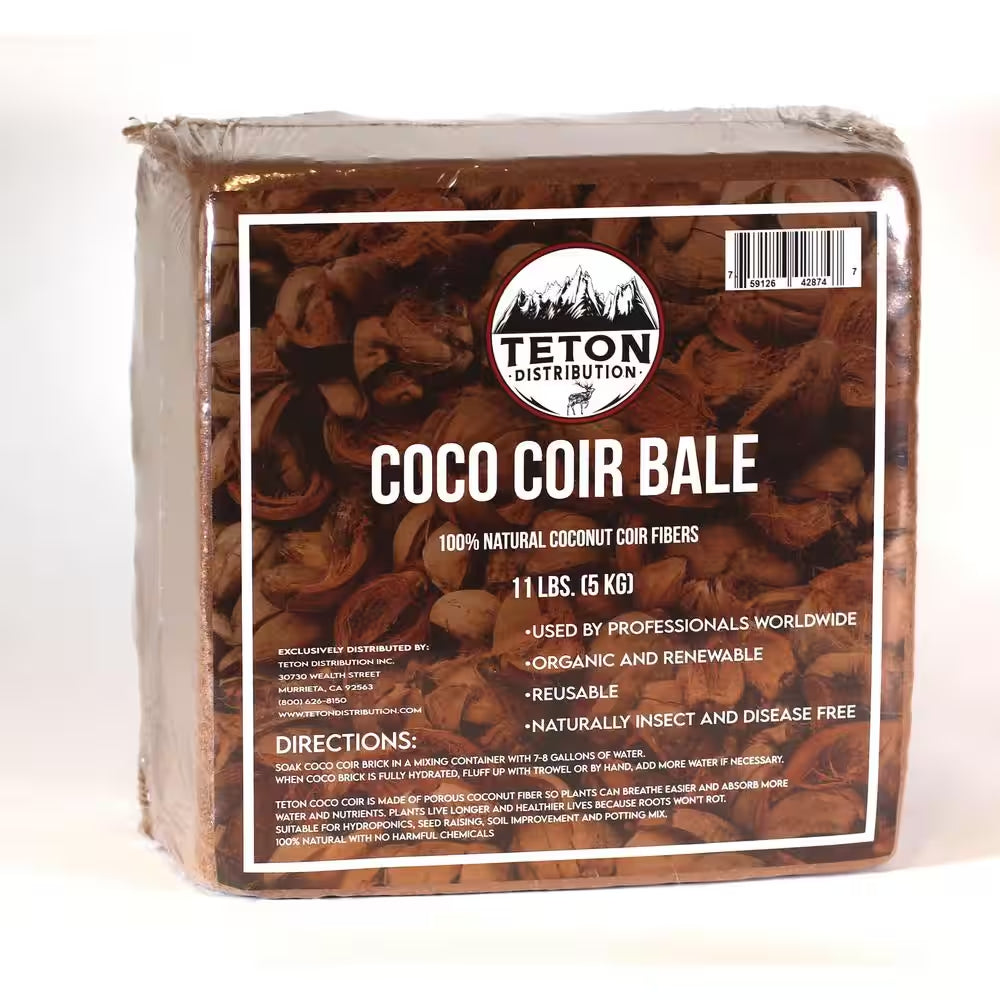 7 59126 42874 7
TETON
·DISTRIBUTION·
COCO COIR BALE
100% NATURAL COCONUT COIR FIBERS
11 LBS. (5 KG)
•USED BY PROFESSIONALS WORLDWIDE
•ORGANIC AND RENEWABLE
•REUSABLE
•NATURALLY INSECT AND DISEASE FREE
EXCLUSIVELY DISTRIBUTED BY:
TETON DISTRIBUTION INC.
30730 WEALTH STREET
MURRIETA, CA 92563
(800) 626-8150
WWW.TETONDISTRIBUTION.COM
DIRECTIONS:
SOAK COCO COIR BRICK IN A MIXING CONTAINER WITH 7-8 GALLONS OF WATER.
WHEN COCO BRICK IS FULLY HYDRATED, FLUFF UP WITH TROWEL OR BY HAND, ADD MORE WATER IF NECESSARY.
TETON COCO COIR IS MADE OF POROUS COCONUT FIBER SO PLANTS CAN BREATHE EASIER AND ABSORB MORE
WATER AND NUTRIENTS. PLANTS LIVE LONGER AND HEALTHIER LIVES BECAUSE ROOTS WON'T ROT.
SUITABLE FOR HYDROPONICS, SEED RAISING, SOIL IMPROVEMENT AND POTTING MIX.
100% NATURAL WITH NO HARMFUL CHEMICALS